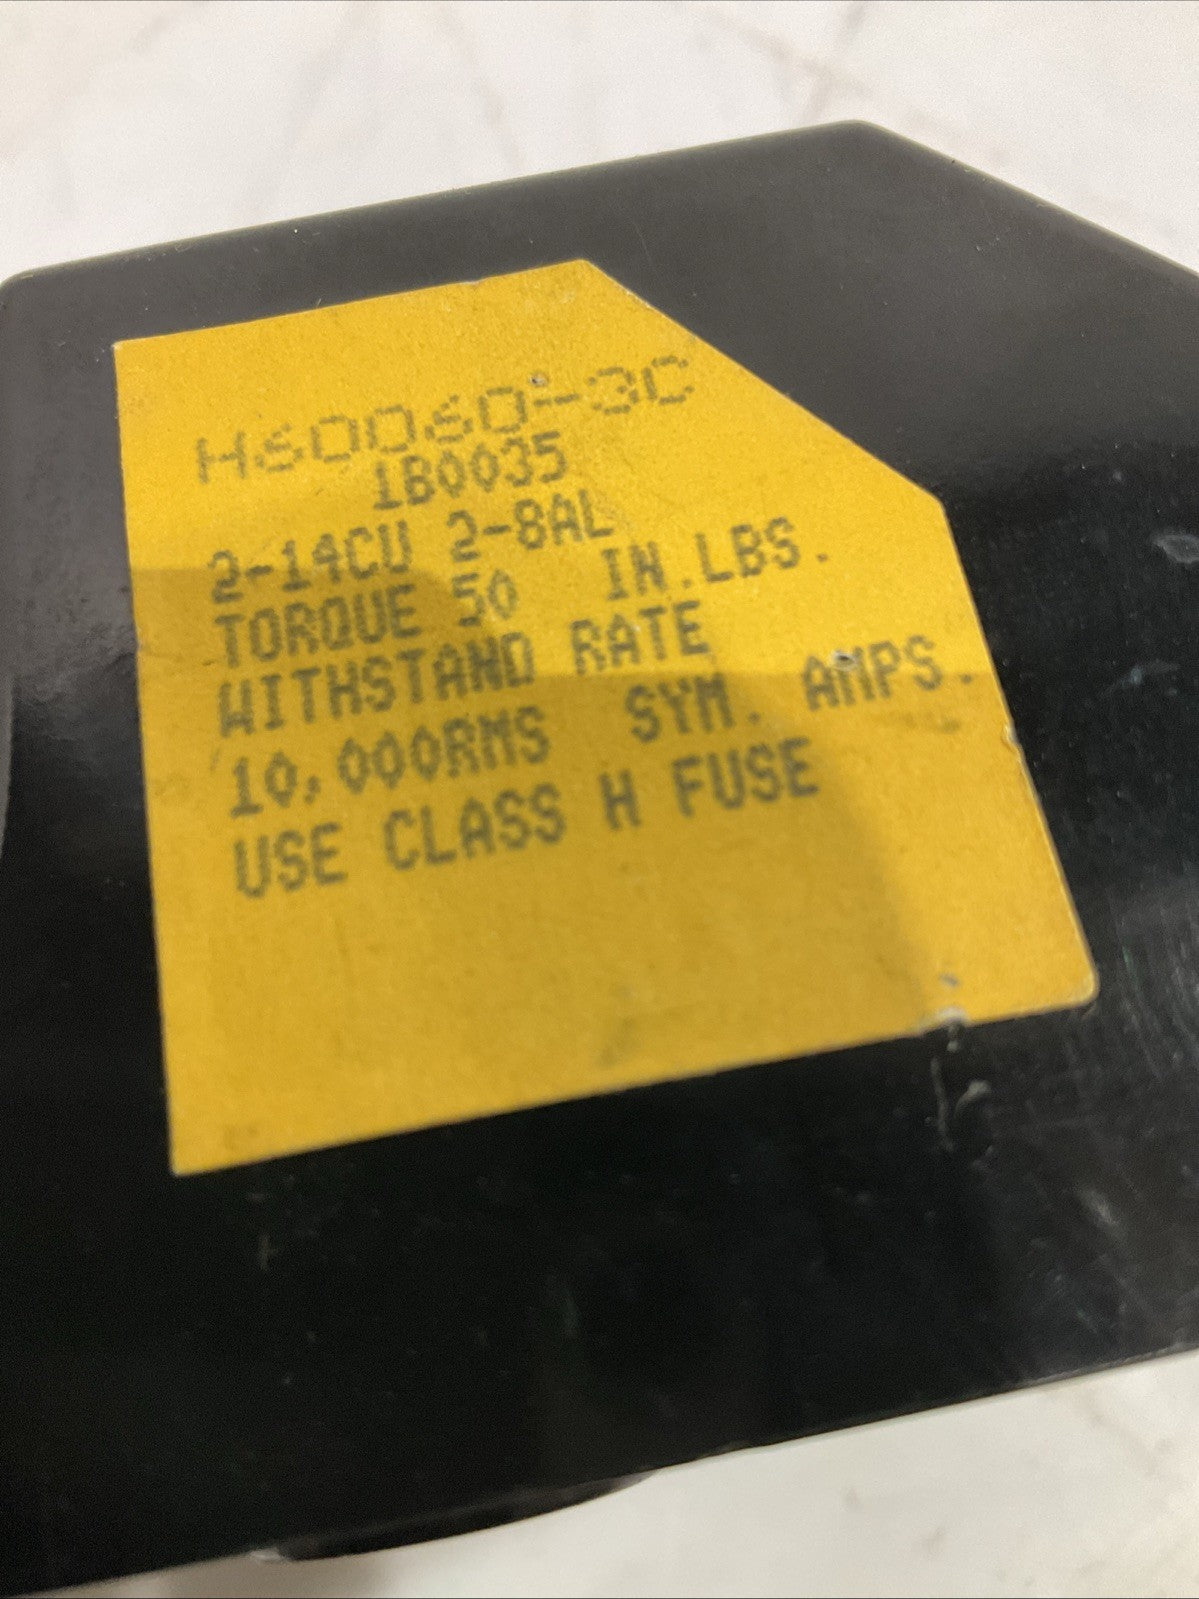 H60060-3C
1B0035
2-14CU 2-8AL
TORQUE 50 IN.LBS.
WITHSTAND RATE
10,000RMS SYM. AMPS.
USE CLASS H FUSE